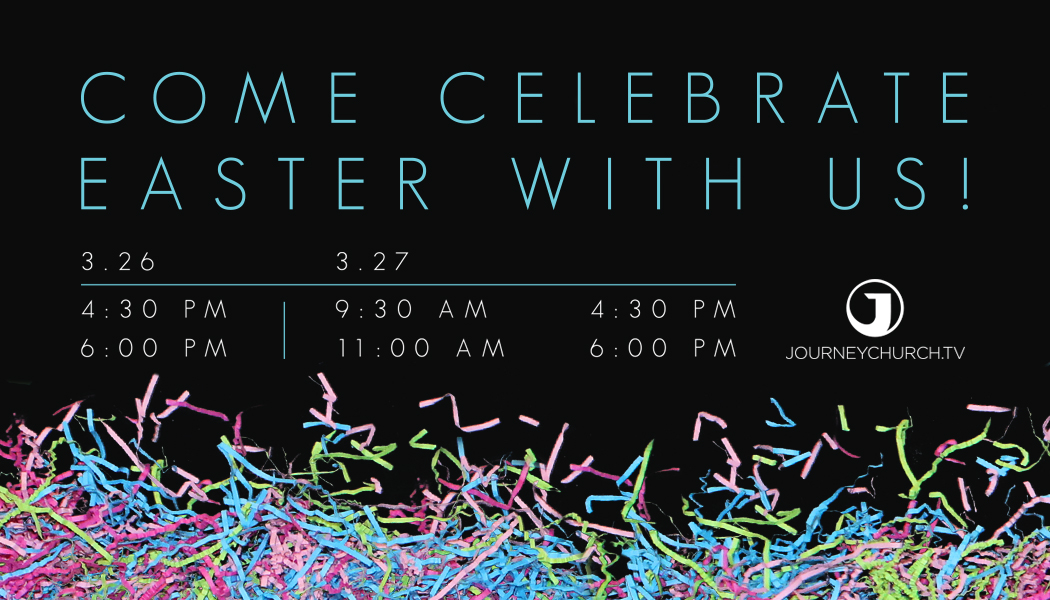 COME CELEBRATE
EASTER WITH US!
3.26 3.27
4:30 PM 9:30 AM 4:30 PM
6:00 PM 11:00 AM 6:00 PM
J
JOURNEYCHURCH.TV